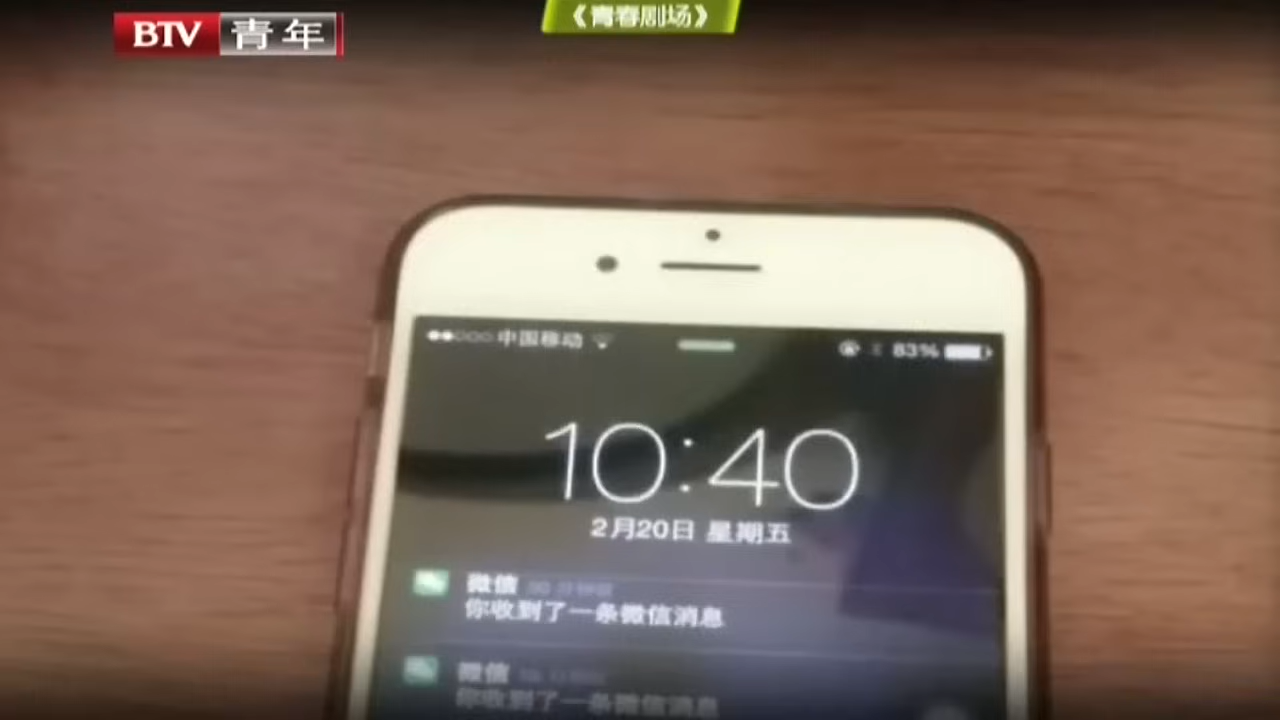 《青春剧场》
BTV 青年
中国移动 83%
10:40
2月20日 星期五
微信
你收到了一条微信消息
微信
你收到了一条微信消息